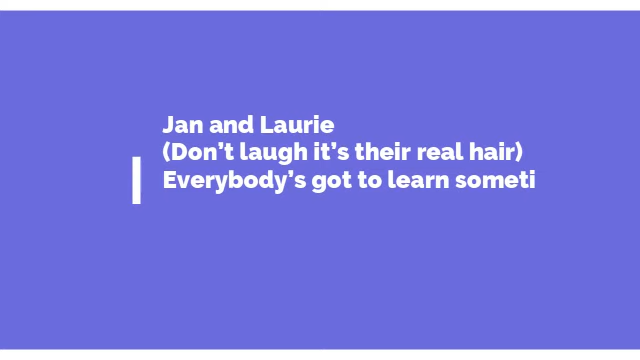 Jan and Laurie
(Don't laugh it's their real hair)
Everybody's got to learn someti